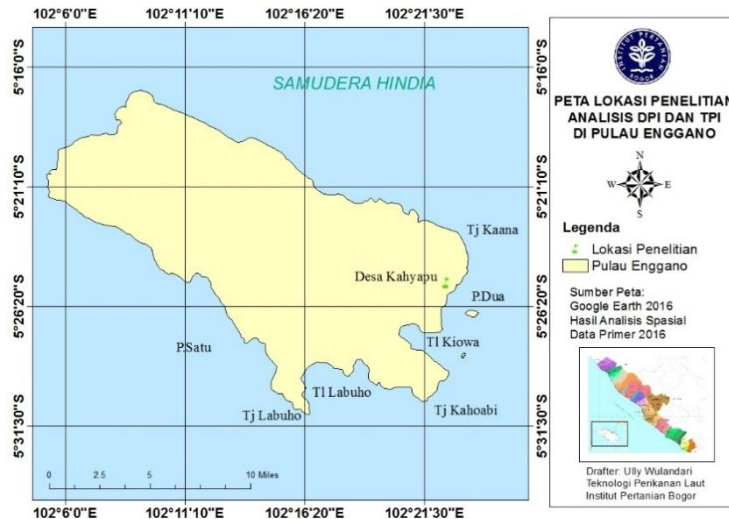 102°6'0"E 102°11'10"E 102°16'20"E 102°21'30"E
5°16'0"S 5°16'0"S
SAMUDERA HINDIA
5°21'10"S 5°21'10"S
Tj Kaana
Desa Kahyapu
P.Dua
5°26'20"S 5°26'20"S
P.Satu
Tl Kiowa
Tl Labuho
Tj Labuho
Tj Kahoabi
5°31'30"S 5°31'30"S
0 2.5 5 10 Miles
102°6'0"E 102°11'10"E 102°16'20"E 102°21'30"E
INSTITUT PERTANIAN
BOGOR
PETA LOKASI PENELITIAN
ANALISIS DPI DAN TPI
DI PULAU ENGGANO
N
W E
S
Legenda
Lokasi Penelitian
Pulau Enggano
Sumber Peta:
Google Earth 2016
Hasil Analisis Spasial
Data Primer 2016
Drafter: Ully Wulandari
Teknologi Perikanan Laut
Institut Pertanian Bogor